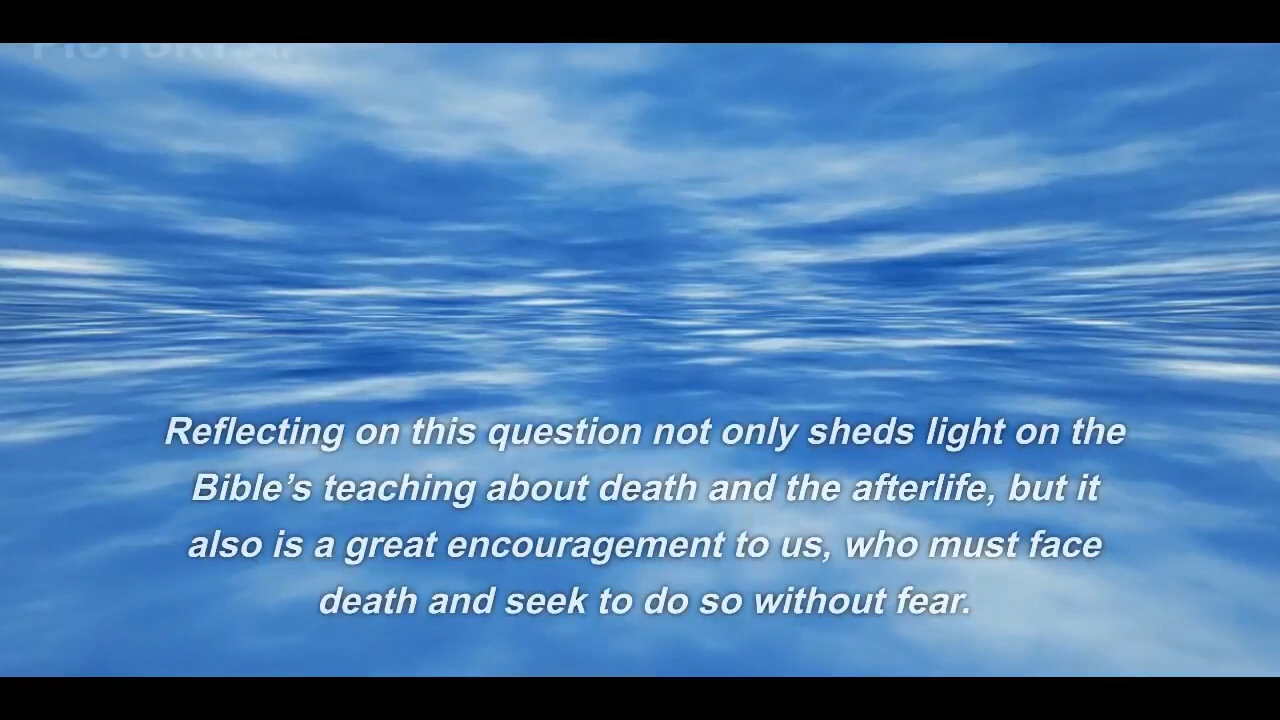 Reflecting on this question not only sheds light on the
Bible’s teaching about death and the afterlife, but it
also is a great encouragement to us, who must face
death and seek to do so without fear.